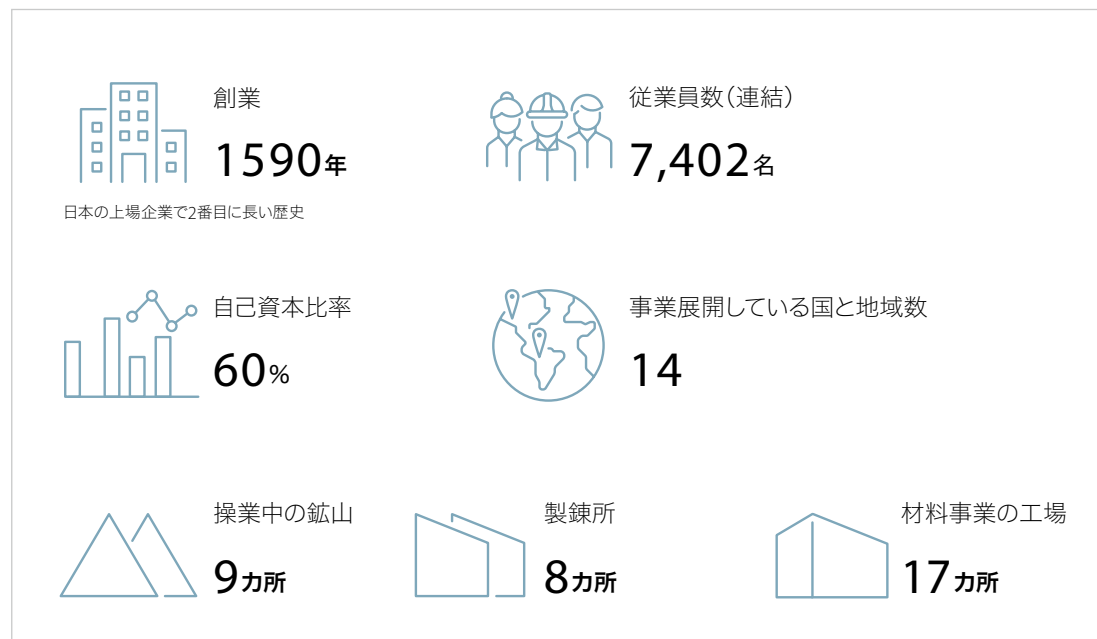 創業
1590年
日本の上場企業で2番目に長い歴史
従業員数(連結)
7,402名
自己資本比率
60%
事業展開している国と地域数
14
操業中の鉱山
9カ所
製錬所
8カ所
材料事業の工場
17カ所